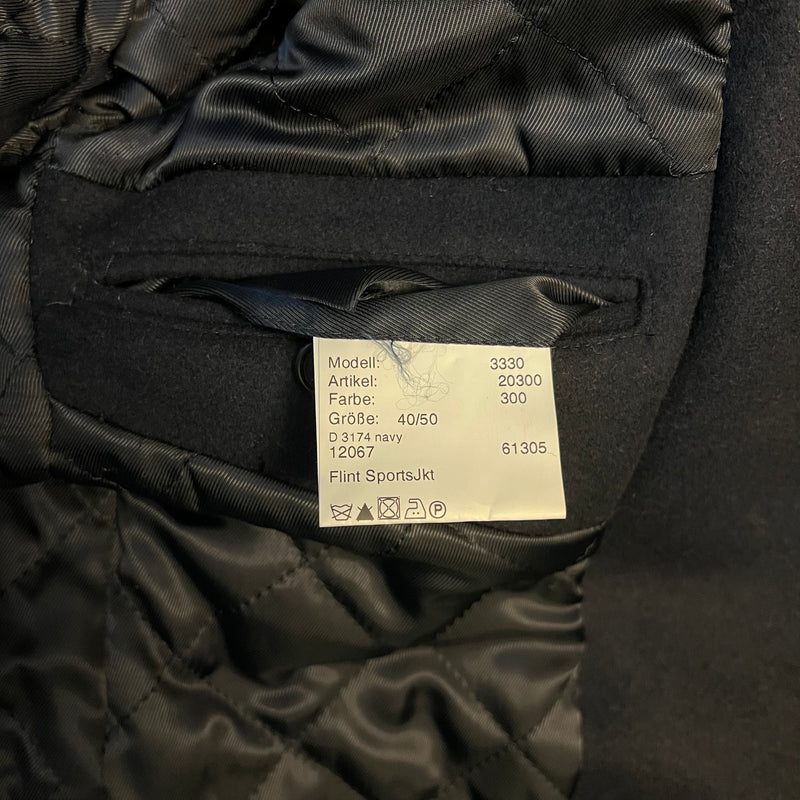 Modell: 3330
Artikel: 20300
Farbe: 300
Größe: 40/50
D 3174 navy
12067 61305
Flint SportsJkt
P